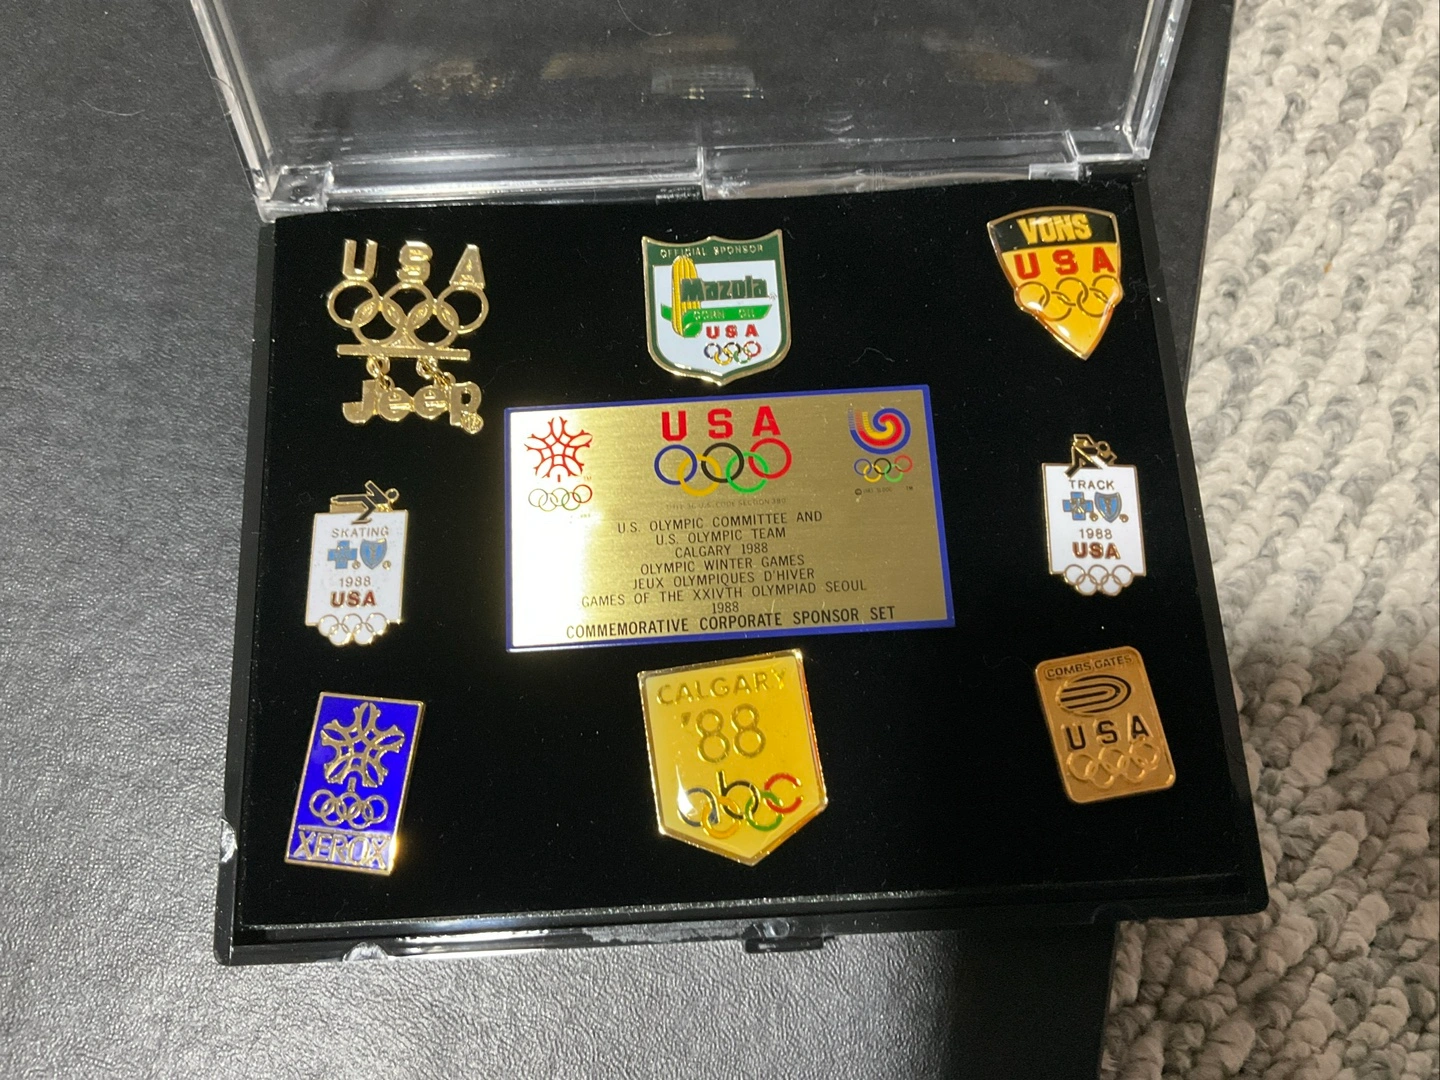 USA
Jeep
OFFICIAL SPONSOR
Mazola
CORN OIL
USA
VONS
USA
SKATING
1988
USA
USA
U.S. OLYMPIC COMMITTEE AND
U.S. OLYMPIC TEAM
CALGARY 1988
OLYMPIC WINTER GAMES
JEUX OLYMPIQUES D'HIVER
GAMES OF THE XXIVTH OLYMPIAD SEOUL
1988
COMMEMORATIVE CORPORATE SPONSOR SET
TRACK
1988
USA
XEROX
CALGARY
'88
COMBS GATES
USA